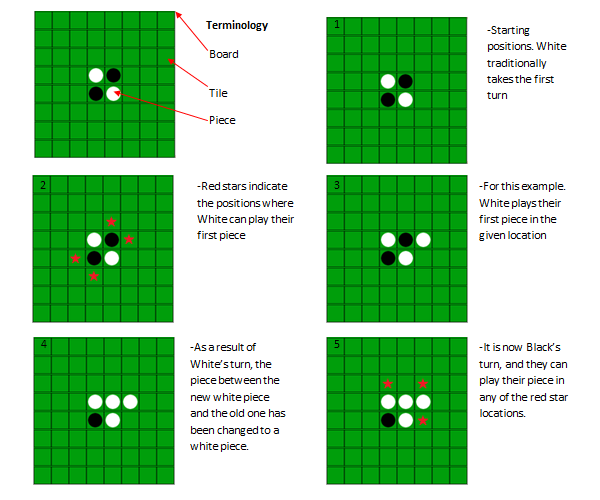 Terminology
Board
Tile
Piece
1
-Starting
positions. White
traditionally
takes the first
turn
2
-Red stars indicate
the positions where
White can play their
first piece
3
-For this example.
White plays their
first piece in the
given location
4
-As a result of
White's turn, the
piece between the
new white piece
and the old one has
been changed to a
white piece.
5
-It is now Black's
turn, and they can
play their piece in
any of the red star
locations.